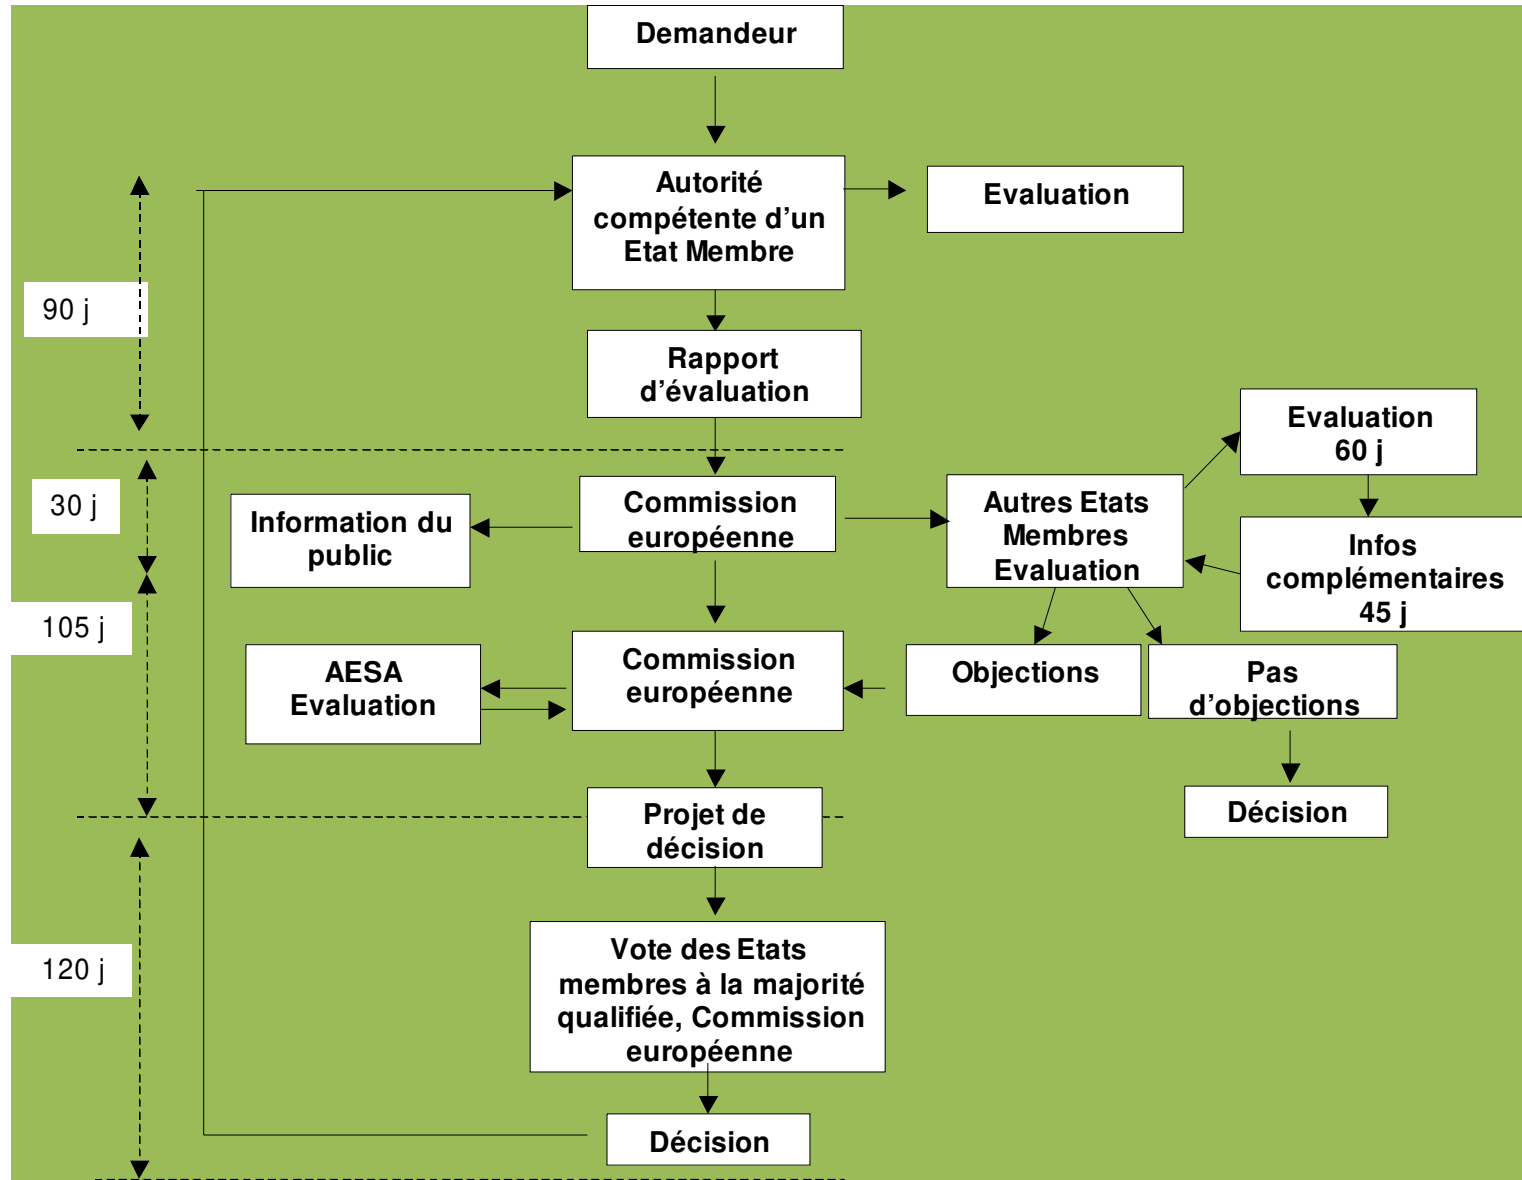 Demandeur
Autorité
compétente d’un
Etat Membre
Evaluation
90 j
Rapport
d’évaluation
Evaluation
60 j
30 j
Information du
public
Commission
européenne
Autres Etats
Membres
Evaluation
Infos
complémentaires
45 j
105 j
AESA
Evaluation
Commission
européenne
Objections
Pas
d’objections
Projet de
décision
Décision
120 j
Vote des Etats
membres à la majorité
qualifiée, Commission
européenne
Décision